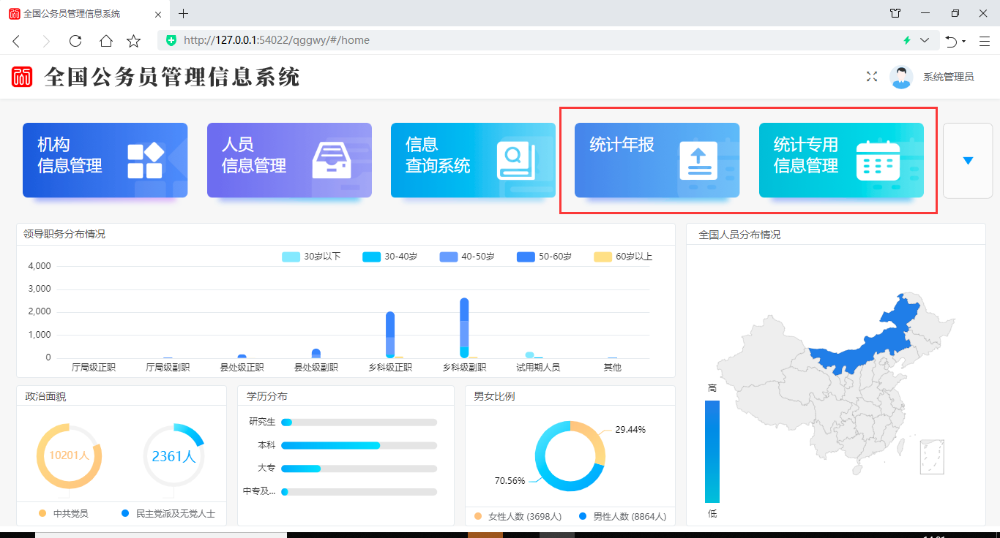 全国公务员管理信息系统
http://127.0.0.1:54022/qggwy/#/home
全国公务员管理信息系统
系统管理员
机构
信息管理
人员
信息管理
信息
查询系统
统计年报
统计专用
信息管理
领导职务分布情况
30岁以下 30-40岁 40-50岁 50-60岁 60岁以上
4,000
3,000
2,000
1,000
0
厅局级正职 厅局级副职 县处级正职 县处级副职 乡科级正职 乡科级副职 试用期人员 其他
全国人员分布情况
高
低
政治面貌
10201人
2361人
中共党员 民主党派及无党人士
学历分布
研究生
本科
大专
中专及...
男女比例
29.44%
70.56%
女性人数 (3698人) 男性人数 (8864人)